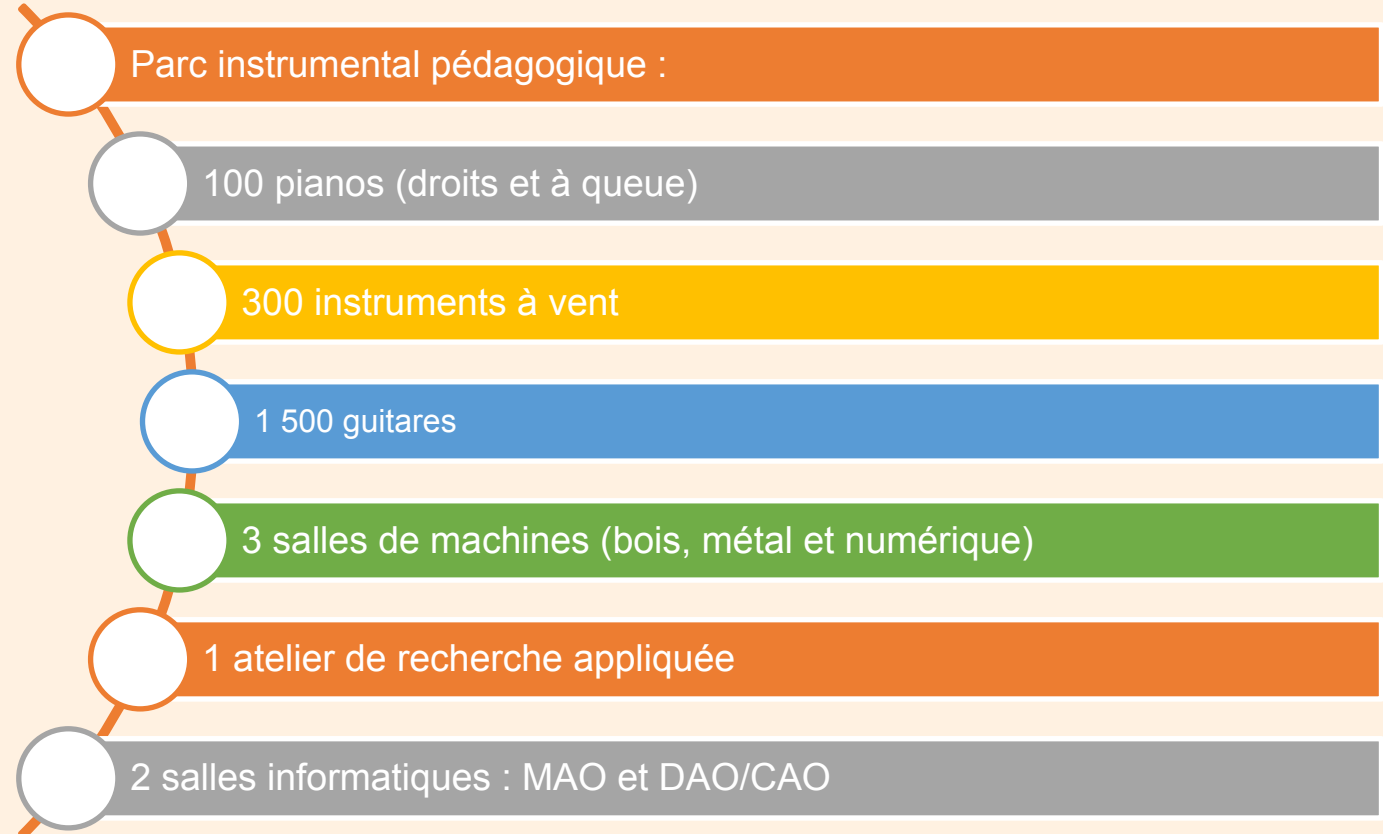 Parc instrumental pédagogique :
100 pianos (droits et à queue)
300 instruments à vent
1 500 guitares
3 salles de machines (bois, métal et numérique)
1 atelier de recherche appliquée
2 salles informatiques : MAO et DAO/CAO